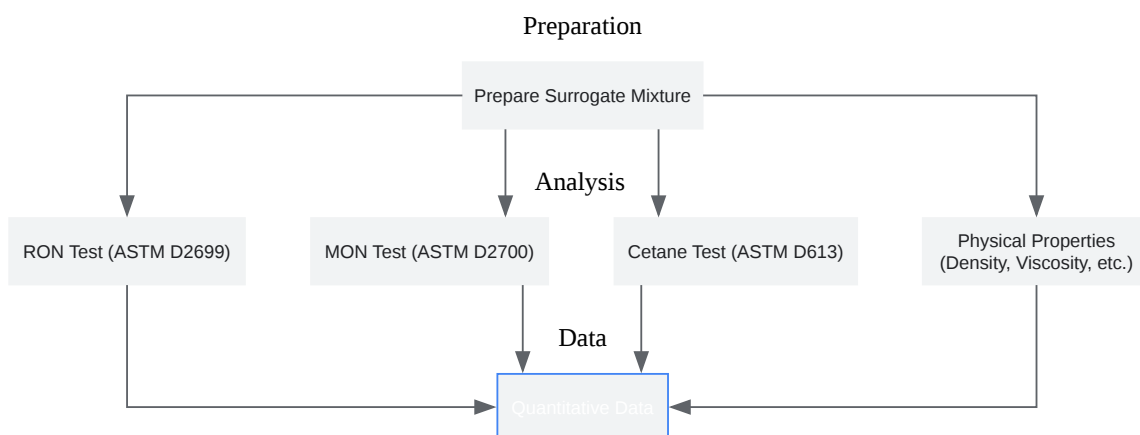 Preparation
Prepare Surrogate Mixture
Analysis
RON Test (ASTM D2699)
MON Test (ASTM D2700)
Cetane Test (ASTM D613)
Physical Properties
(Density, Viscosity, etc.)
Data
Quantitative Data